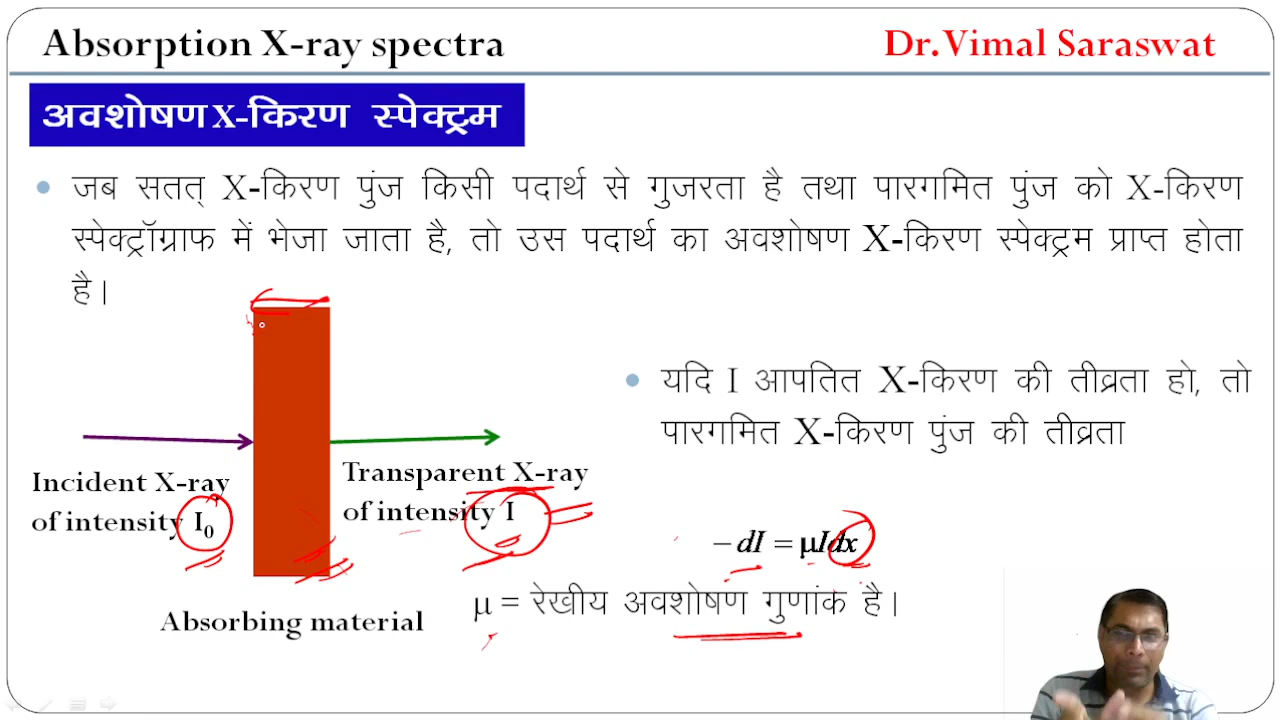 Absorption X-ray spectra
Dr.Vimal Saraswat
अवशोषण X-किरण स्पेक्ट्रम
जब सतत् X-किरण पुंज किसी पदार्थ से गुजरता है तथा पारगमित पुंज को X-किरण
स्पेक्ट्रॉग्राफ में भेजा जाता है, तो उस पदार्थ का अवशोषण X-किरण स्पेक्ट्रम प्राप्त होता
है।
यदि I आपतित X-किरण की तीव्रता हो, तो
पारगमित X-किरण पुंज की तीव्रता
Incident X-ray
of intensity I₀
Transparent X-ray
of intensity I
− dI = μIdx
μ = रेखीय अवशोषण गुणांक है।
Absorbing material